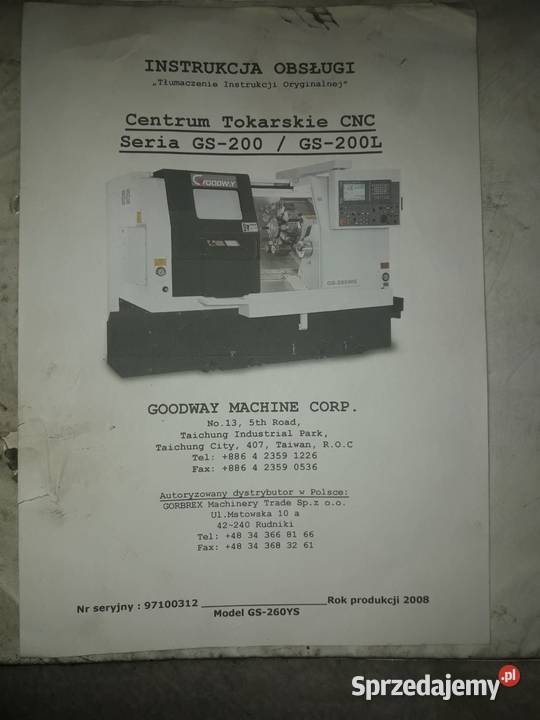 INSTRUKCJA OBSŁUGI
„Tłumaczenie Instrukcji Oryginalnej”
Centrum Tokarskie CNC
Seria GS-200 / GS-200L
GOODWAY
GS-260YS
GOODWAY MACHINE CORP.
No.13, 5th Road,
Taichung Industrial Park,
Taichung City, 407, Taiwan, R.O.C
Tel: +886 4 2359 1226
Fax: +886 4 2359 0536
Autoryzowany dystrybutor w Polsce:
GORBREX Machinery Trade Sp.z o.o.
Ul.Mstowska 10 a
42-240 Rudniki
Tel: +48 34 366 81 66
Fax: +48 34 368 32 61
Nr seryjny : 97100312 ____________________Rok produkcji 2008
Model GS-260YS
Sprzedajemy.pl